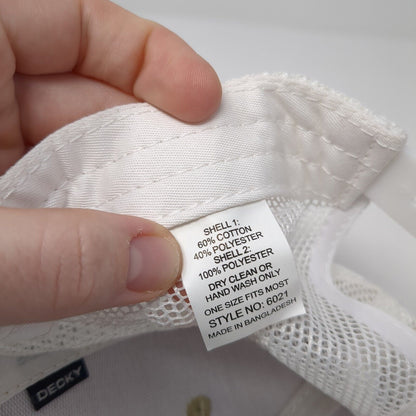 SHELL 1:
60% COTTON
40% POLYESTER
SHELL 2:
100% POLYESTER
DRY CLEAN OR
HAND WASH ONLY
ONE SIZE FITS MOST
STYLE NO: 6021
MADE IN BANGLADESH
DECKY